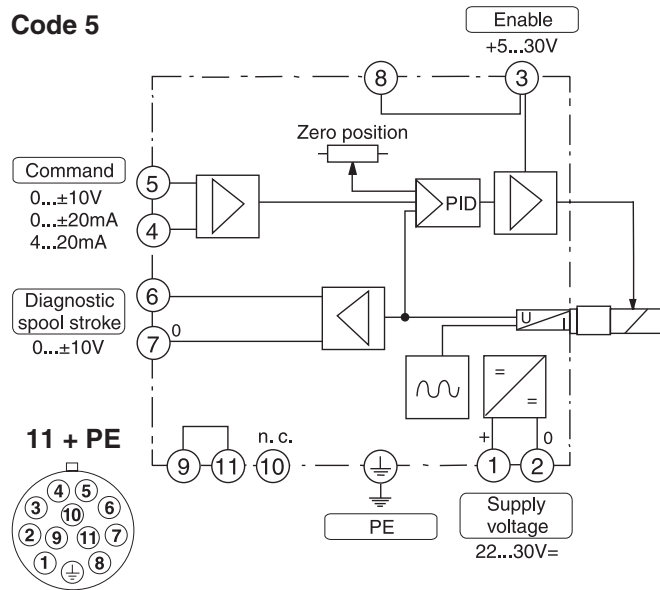 Code 5
Enable
+5...30V
8
3
Zero position
Command
0...±10V
0...±20mA
4...20mA
5
4
PID
Diagnostic
spool stroke
0...±10V
6
7
0
U
L
=
=
11 + PE
n. c.
+
0
9
11
10
1
2
PE
Supply
voltage
22...30V=
4
5
3
6
10
2
9
11
7
1
8